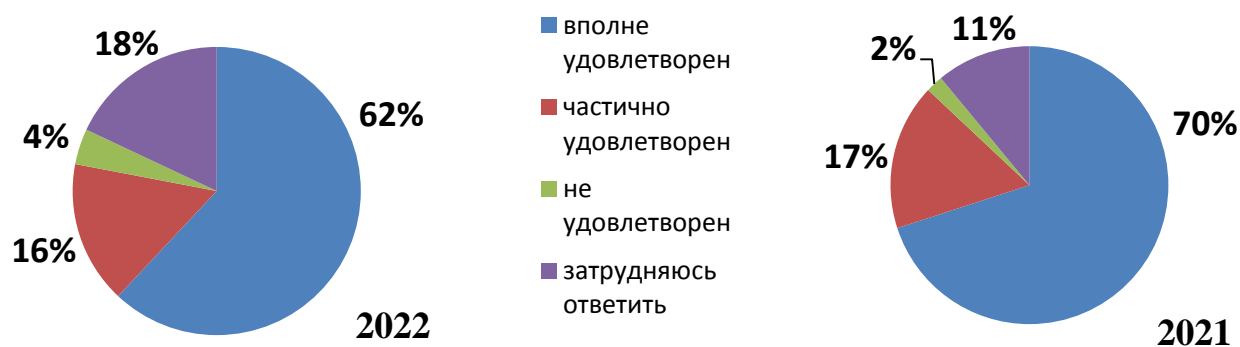 18%
62%
4%
16%
2022
вполне
удовлетворен
частично
удовлетворен
не
удовлетворен
затрудняюсь
ответить
11%
2%
70%
17%
2021